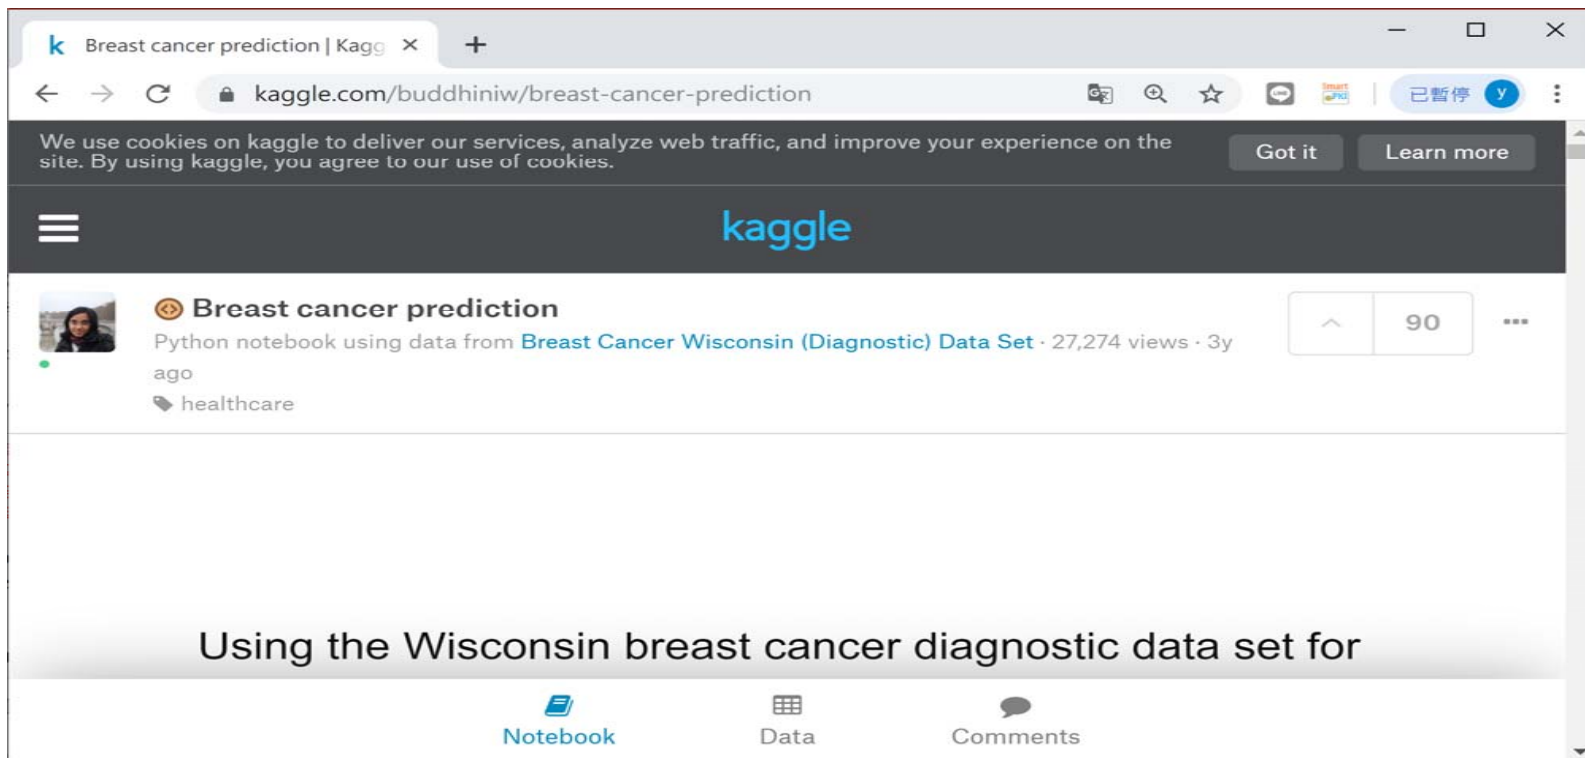 k Breast cancer prediction | Kagg
kaggle.com/buddhiniw/breast-cancer-prediction
已暫停 y
We use cookies on kaggle to deliver our services, analyze web traffic, and improve your experience on the
site. By using kaggle, you agree to our use of cookies.
Got it
Learn more
kaggle
Breast cancer prediction
90
Python notebook using data from Breast Cancer Wisconsin (Diagnostic) Data Set · 27,274 views · 3y
ago
healthcare
Using the Wisconsin breast cancer diagnostic data set for
Notebook
Data
Comments